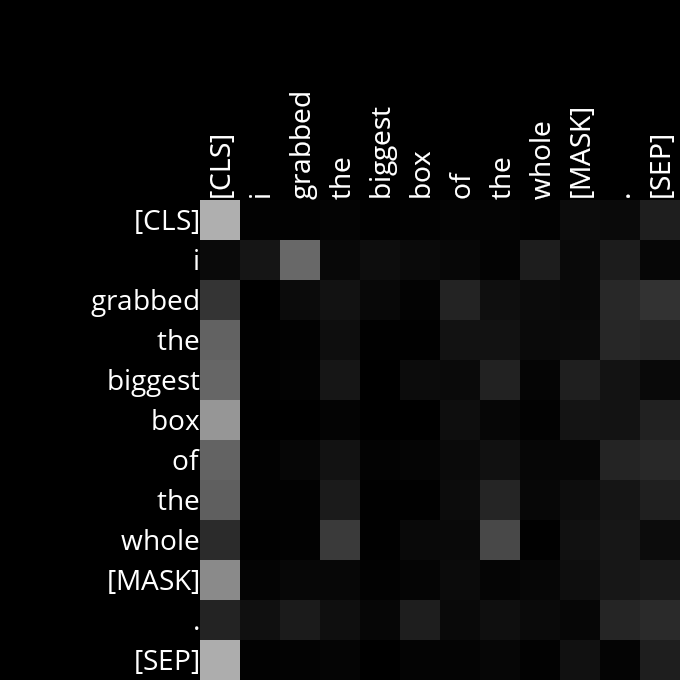 [CLS] i grabbed the biggest box of the whole [MASK] . [SEP]
[CLS]
i
grabbed
the
biggest
box
of
the
whole
[MASK]
.
[SEP]